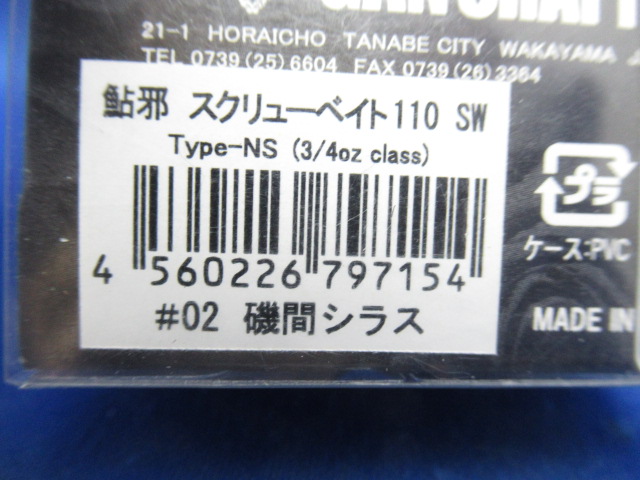 GAN CRAFT
21-1 HORAICHO TANABE CITY WAKAYAMA J
TEL 0739(25)6604 FAX 0739(26)3364
鮎邪 スクリューベイト110 SW
Type-NS (3/4oz class)
4 560226 797154
#02 磯間シラス
プラ
ケース:PVC
MADE IN